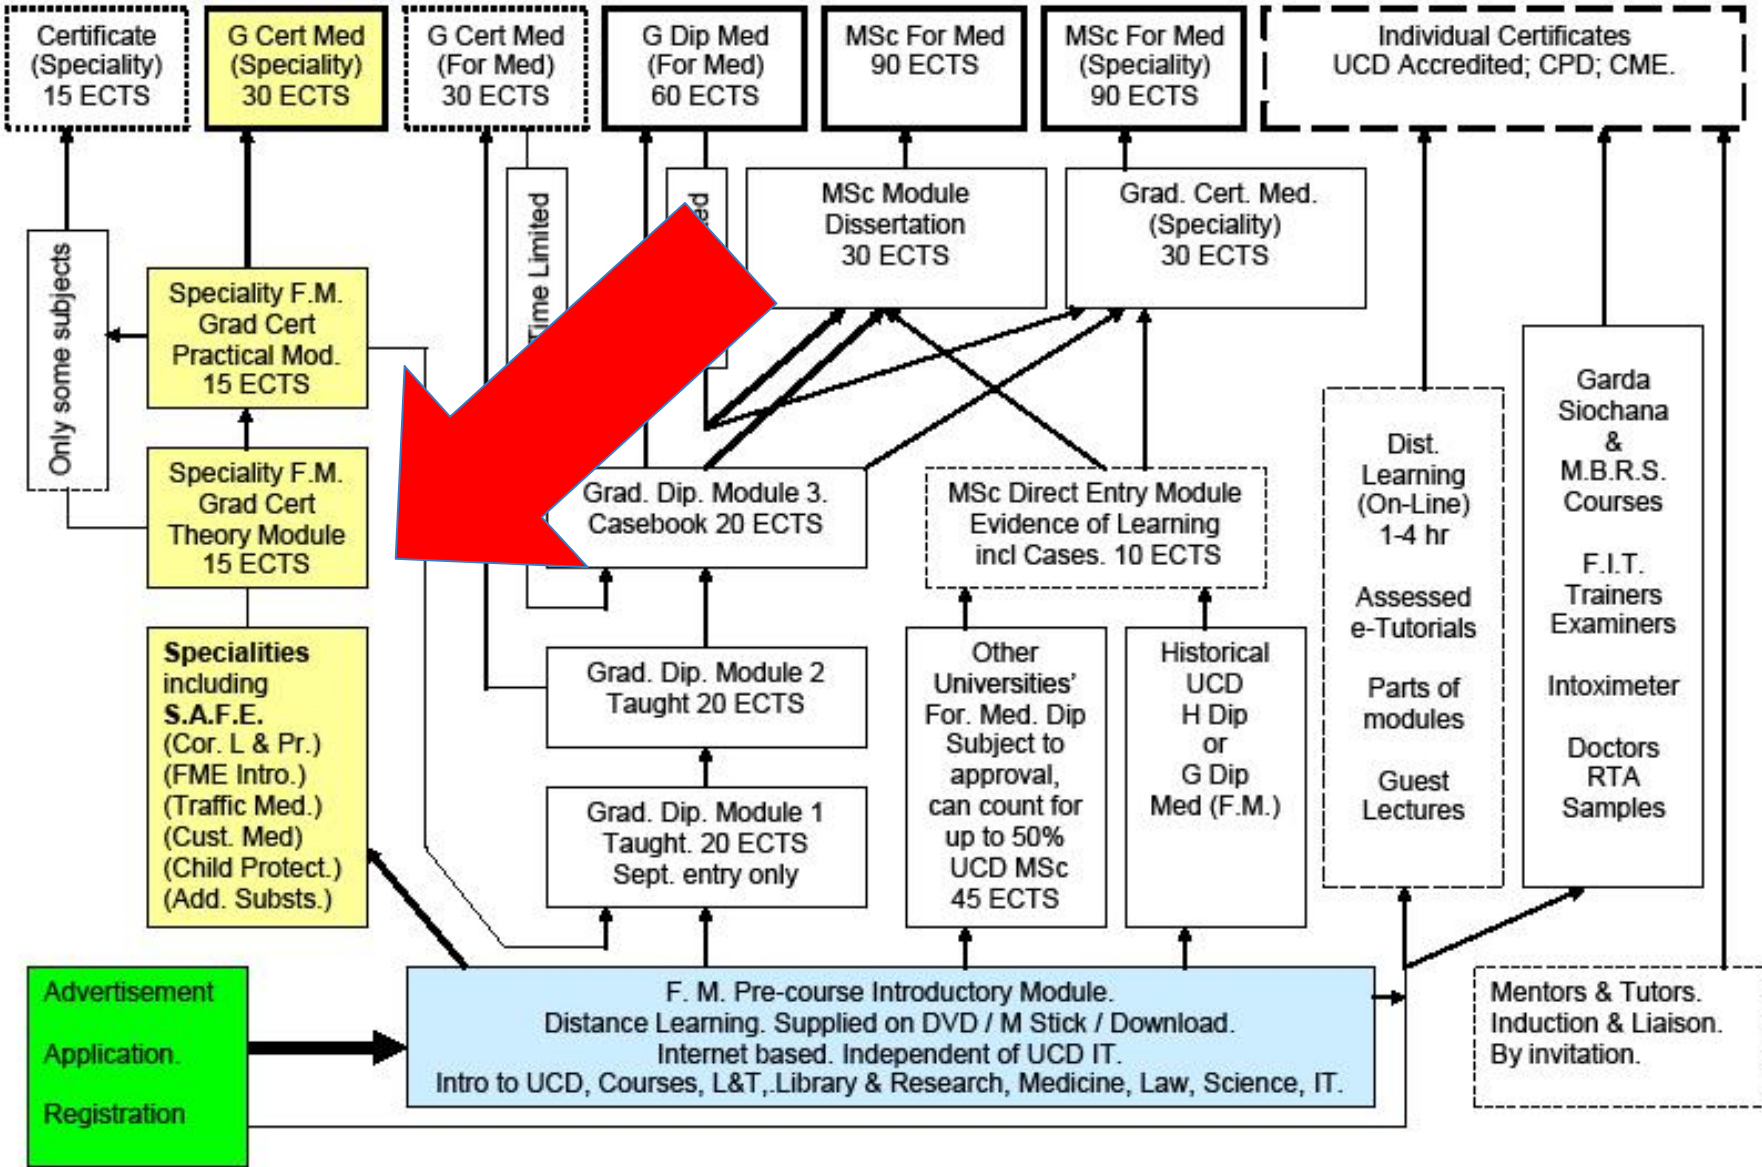 Certificate
(Speciality)
15 ECTS
G Cert Med
(Speciality)
30 ECTS
G Cert Med
(For Med)
30 ECTS
G Dip Med
(For Med)
60 ECTS
MSc For Med
90 ECTS
MSc For Med
(Speciality)
90 ECTS
Individual Certificates
UCD Accredited; CPD; CME.
Only some subjects
Time Limited
MSc Module
Dissertation
30 ECTS
Grad. Cert. Med.
(Speciality)
30 ECTS
Speciality F.M.
Grad Cert
Practical Mod.
15 ECTS
Speciality F.M.
Grad Cert
Theory Module
15 ECTS
Grad. Dip. Module 3.
Casebook 20 ECTS
MSc Direct Entry Module
Evidence of Learning
incl Cases. 10 ECTS
Dist.
Learning
(On-Line)
1-4 hr
Assessed
e-Tutorials
Parts of
modules
Guest
Lectures
Garda
Siochana
&
M.B.R.S.
Courses
F.I.T.
Trainers
Examiners
Intoximeter
Doctors
RTA
Samples
Specialities
including
S.A.F.E.
(Cor. L & Pr.)
(FME Intro.)
(Traffic Med.)
(Cust. Med)
(Child Protect.)
(Add. Substs.)
Grad. Dip. Module 2
Taught 20 ECTS
Grad. Dip. Module 1
Taught. 20 ECTS
Sept. entry only
Other
Universities'
For. Med. Dip
Subject to
approval,
can count for
up to 50%
UCD MSc
45 ECTS
Historical
UCD
H Dip
or
G Dip
Med (F.M.)
Advertisement
Application.
Registration
F. M. Pre-course Introductory Module.
Distance Learning. Supplied on DVD / M Stick / Download.
Internet based. Independent of UCD IT.
Intro to UCD, Courses, L&T,.Library & Research, Medicine, Law, Science, IT.
Mentors & Tutors.
Induction & Liaison.
By invitation.